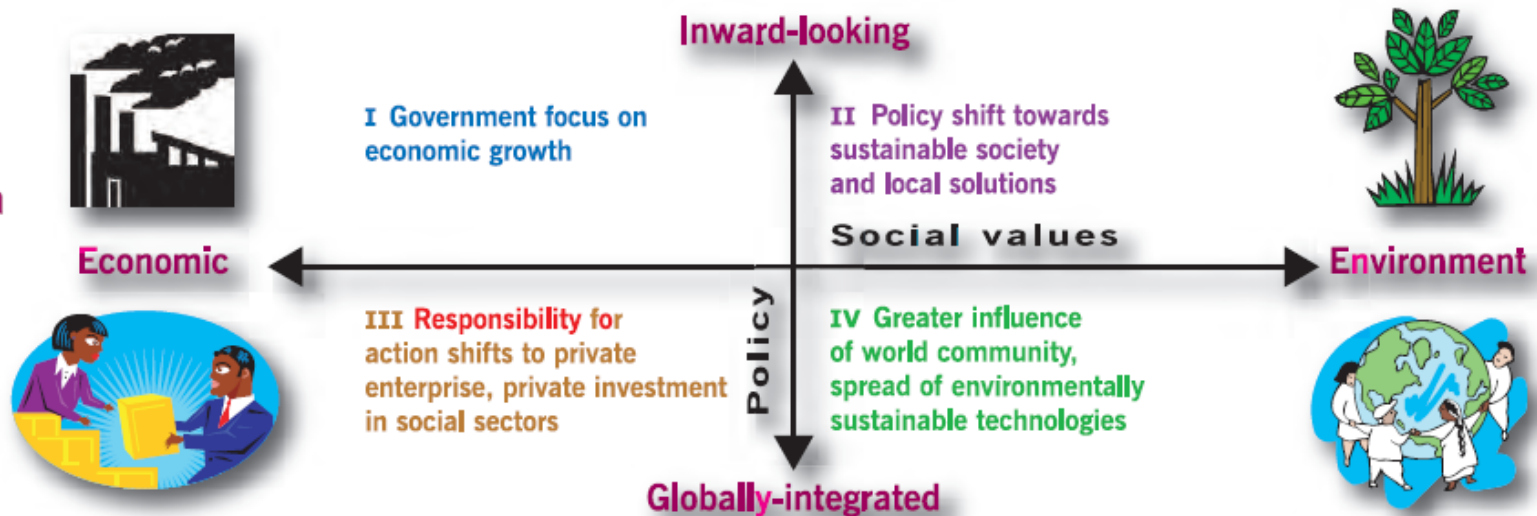 Inward-looking
I Government focus on
economic growth
II Policy shift towards
sustainable society
and local solutions
Social values
Economic
Environment
III Responsibility for
action shifts to private
enterprise, private investment
in social sectors
Policy
IV Greater influence
of world community,
spread of environmentally
sustainable technologies
Globally-integrated